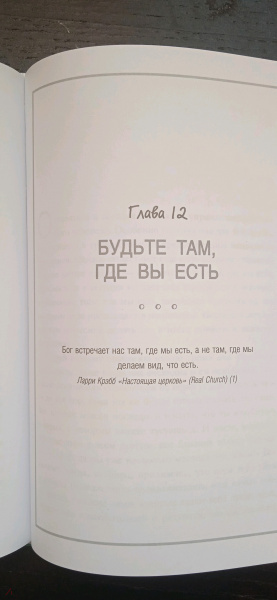 Глава 12
БУДЬТЕ ТАМ,
ГДЕ ВЫ ЕСТЬ
Бог встречает нас там, где мы есть, а не там, где мы
делаем вид, что есть.
Ларри Крэбб «Настоящая церковь» (Real Church) (1)